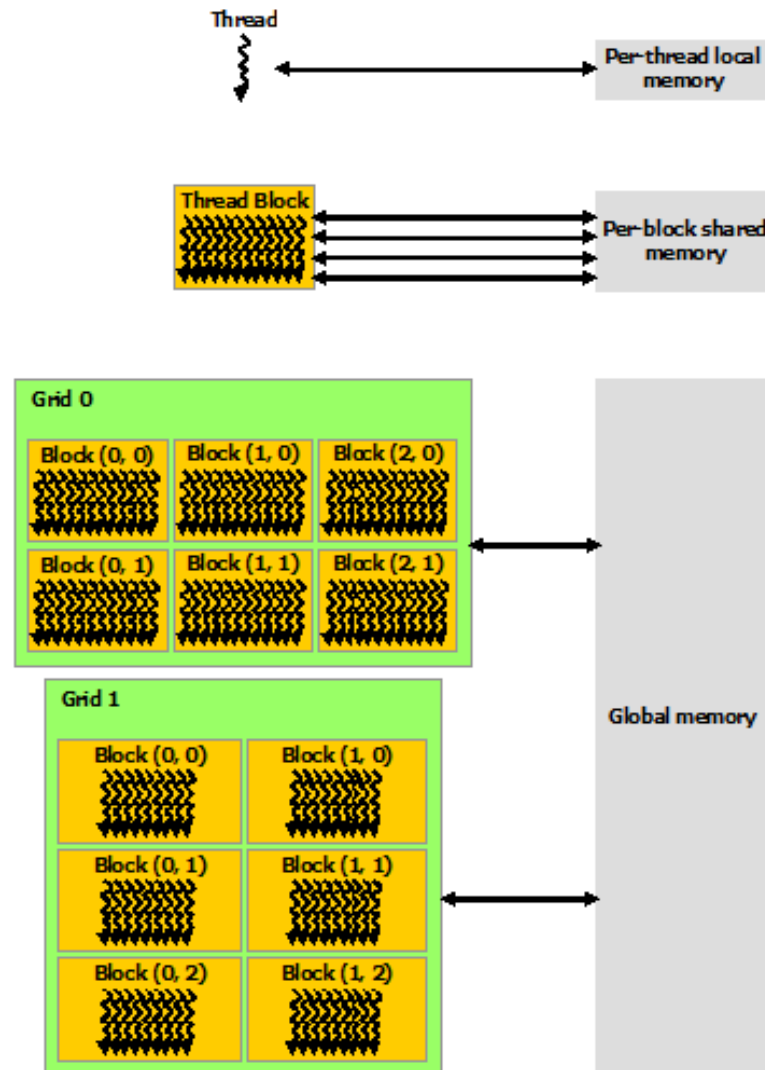 Thread
Per-thread local
memory
Thread Block
Per-block shared
memory
Grid 0
Block (0, 0)
Block (1, 0)
Block (2, 0)
Block (0, 1)
Block (1, 1)
Block (2, 1)
Grid 1
Global memory
Block (0, 0)
Block (1, 0)
Block (0, 1)
Block (1, 1)
Block (0, 2)
Block (1, 2)